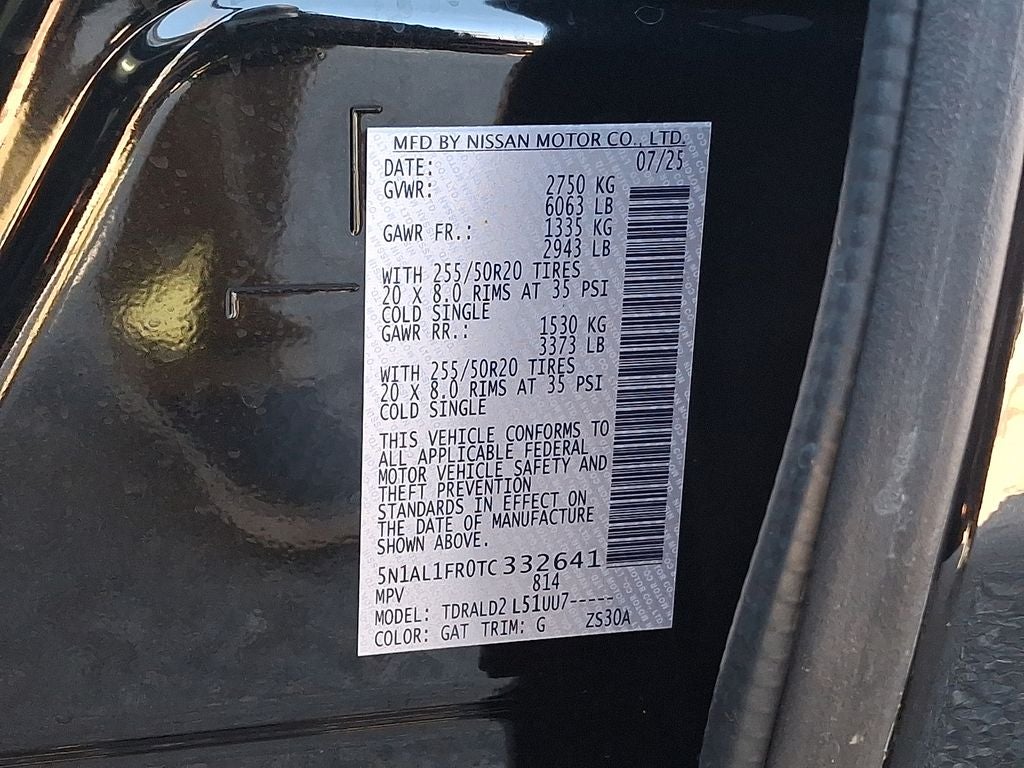 MFD BY NISSAN MOTOR CO., LTD.
DATE: 07/25
GVWR: 2750 KG
6063 LB
GAWR FR.: 1335 KG
2943 LB
WITH 255/50R20 TIRES
20 X 8.0 RIMS AT 35 PSI
COLD SINGLE
GAWR RR.: 1530 KG
3373 LB
WITH 255/50R20 TIRES
20 X 8.0 RIMS AT 35 PSI
COLD SINGLE
THIS VEHICLE CONFORMS TO
ALL APPLICABLE FEDERAL
MOTOR VEHICLE SAFETY AND
THEFT PREVENTION
STANDARDS IN EFFECT ON
THE DATE OF MANUFACTURE
SHOWN ABOVE.
5N1AL1FR0TC332641
MPV 814
MODEL: TDRALD2 L51UU7-----
COLOR: GAT TRIM: G ZS30A